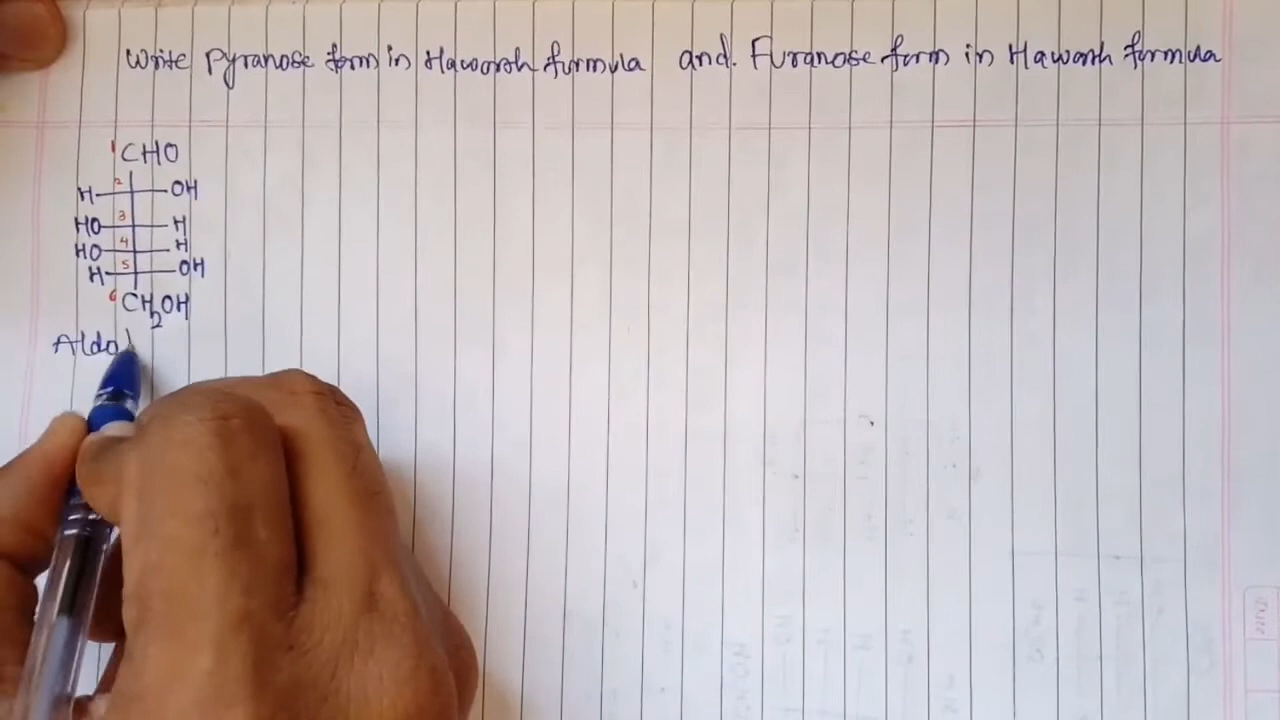 Write Pyranose form in Haworth formula and. Furanose form in Hawarth formula
1 CHO
H 2 OH
HO 3 H
HO 4 H
H 5 OH
6 CH2OH
Aldo